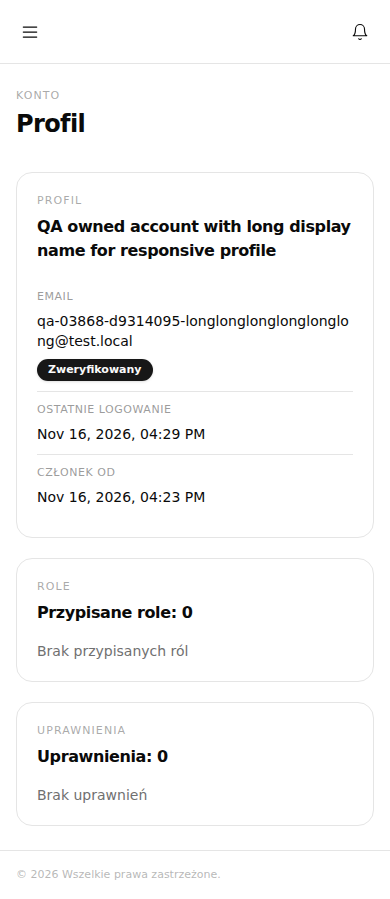 KONTO
Profil
PROFIL
QA owned account with long display
name for responsive profile
EMAIL
qa-03868-d9314095-longlonglonglonglonglo
ng@test.local
Zweryfikowany
OSTATNIE LOGOWANIE
Nov 16, 2026, 04:29 PM
CZŁONEK OD
Nov 16, 2026, 04:23 PM
ROLE
Przypisane role: 0
Brak przypisanych ról
UPRAWNIENIA
Uprawnienia: 0
Brak uprawnień
© 2026 Wszelkie prawa zastrzeżone.